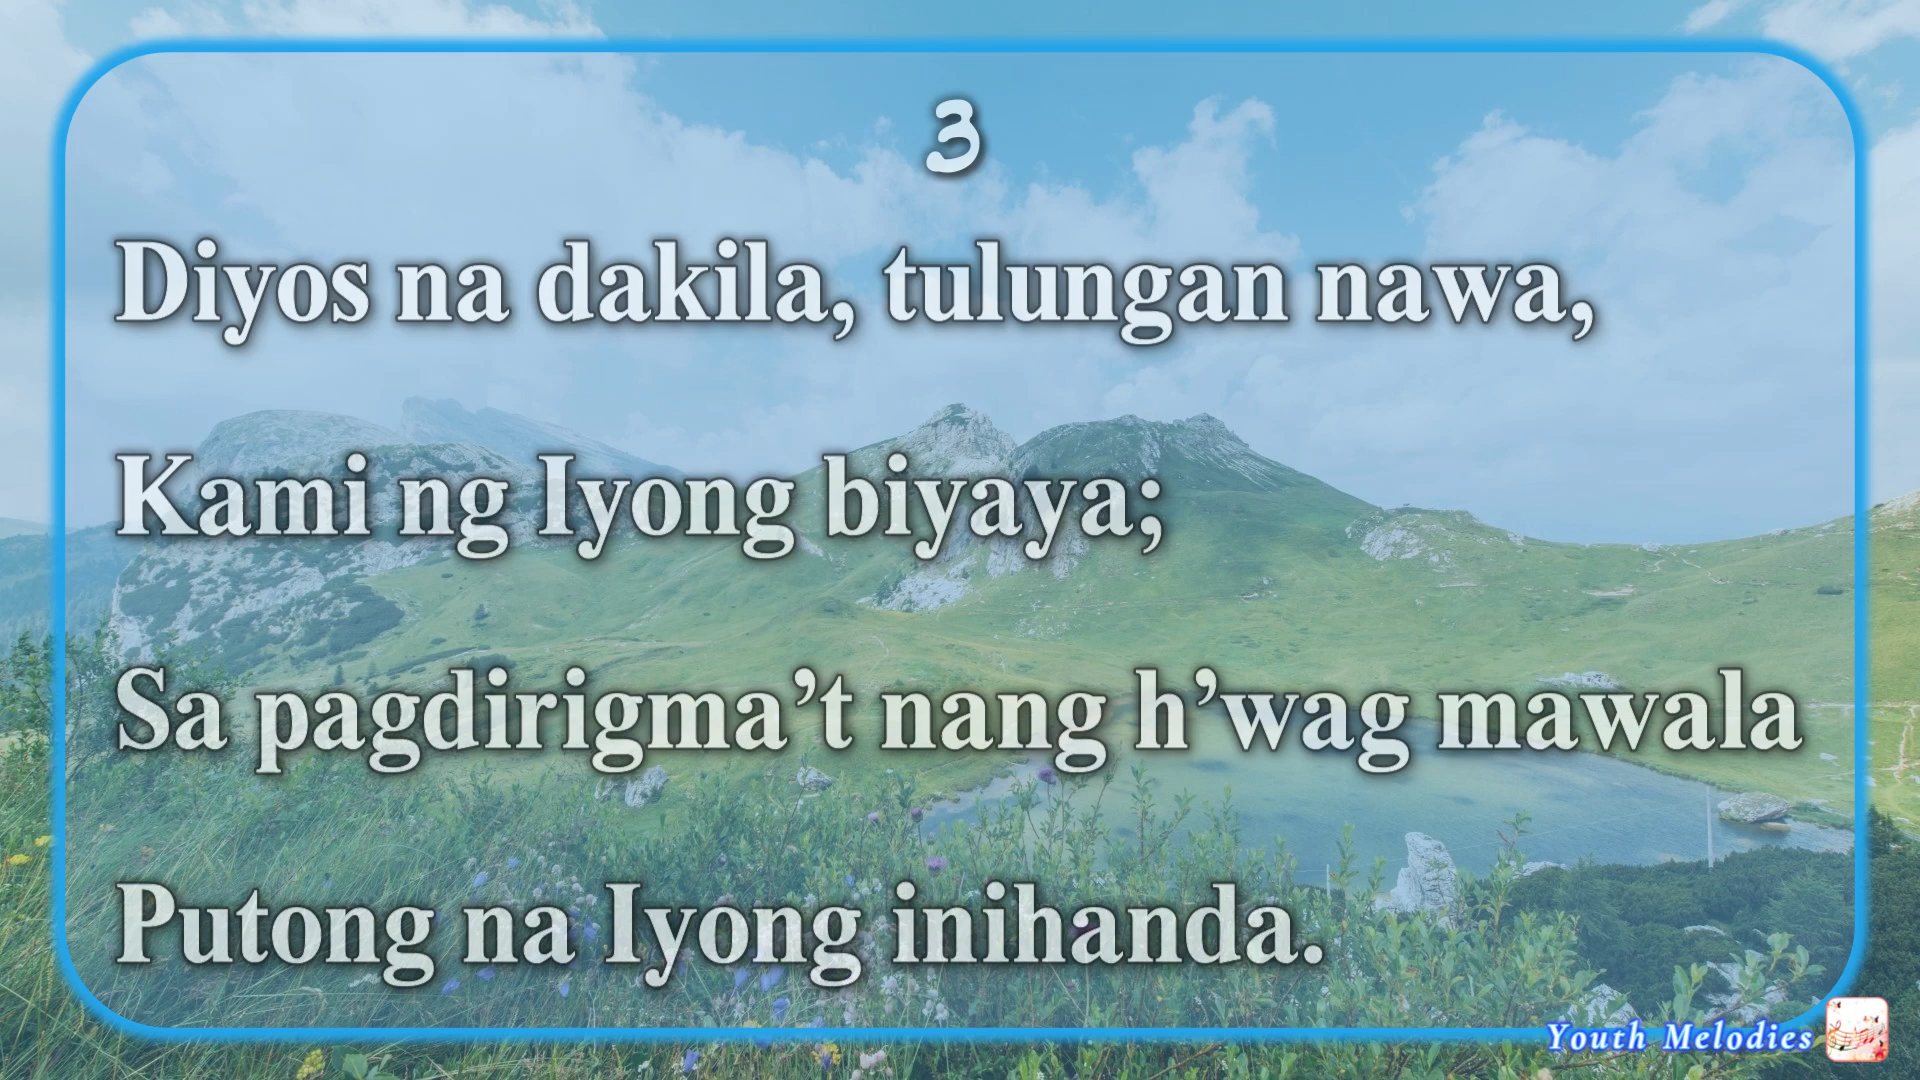 3
Diyos na dakila, tulungan nawa,
Kami ng Iyong biyaya;
Sa pagdirigma’t nang h’wag mawala
Putong na Iyong inihanda.
Youth Melodies